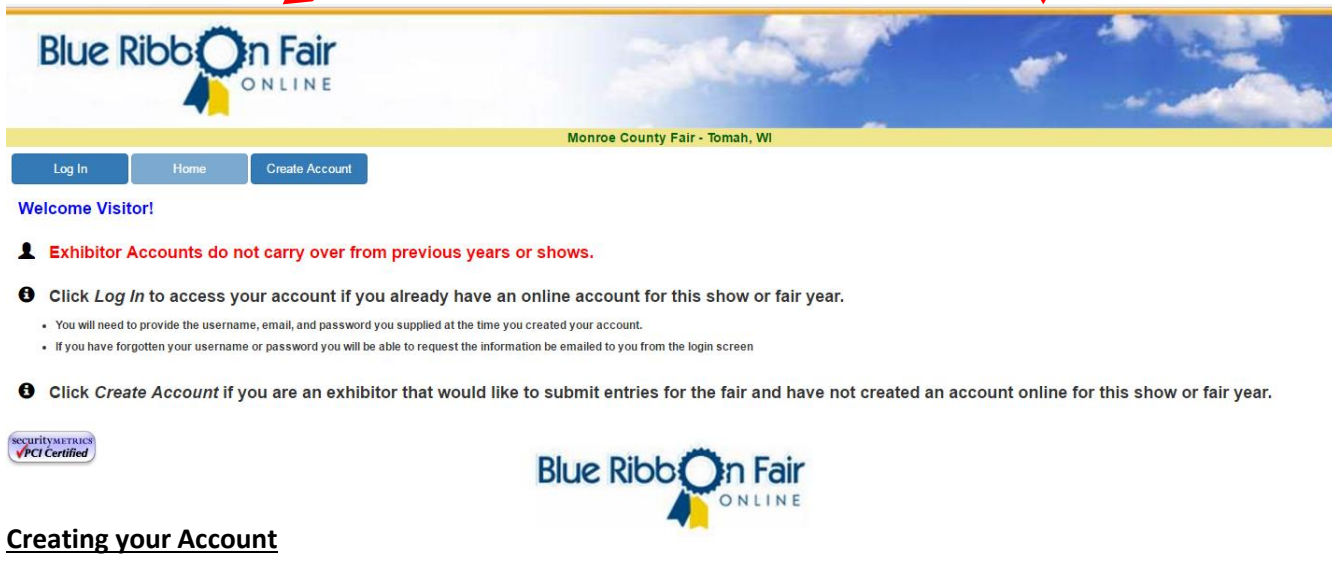 Blue Ribbon Fair
ONLINE
Monroe County Fair - Tomah, WI
Log In Home Create Account
Welcome Visitor!
Exhibitor Accounts do not carry over from previous years or shows.
Click Log In to access your account if you already have an online account for this show or fair year.
• You will need to provide the username, email, and password you supplied at the time you created your account.
• If you have forgotten your username or password you will be able to request the information be emailed to you from the login screen
Click Create Account if you are an exhibitor that would like to submit entries for the fair and have not created an account online for this show or fair year.
securityMETRICS
PCI Certified
Blue Ribbon Fair
ONLINE
Creating your Account